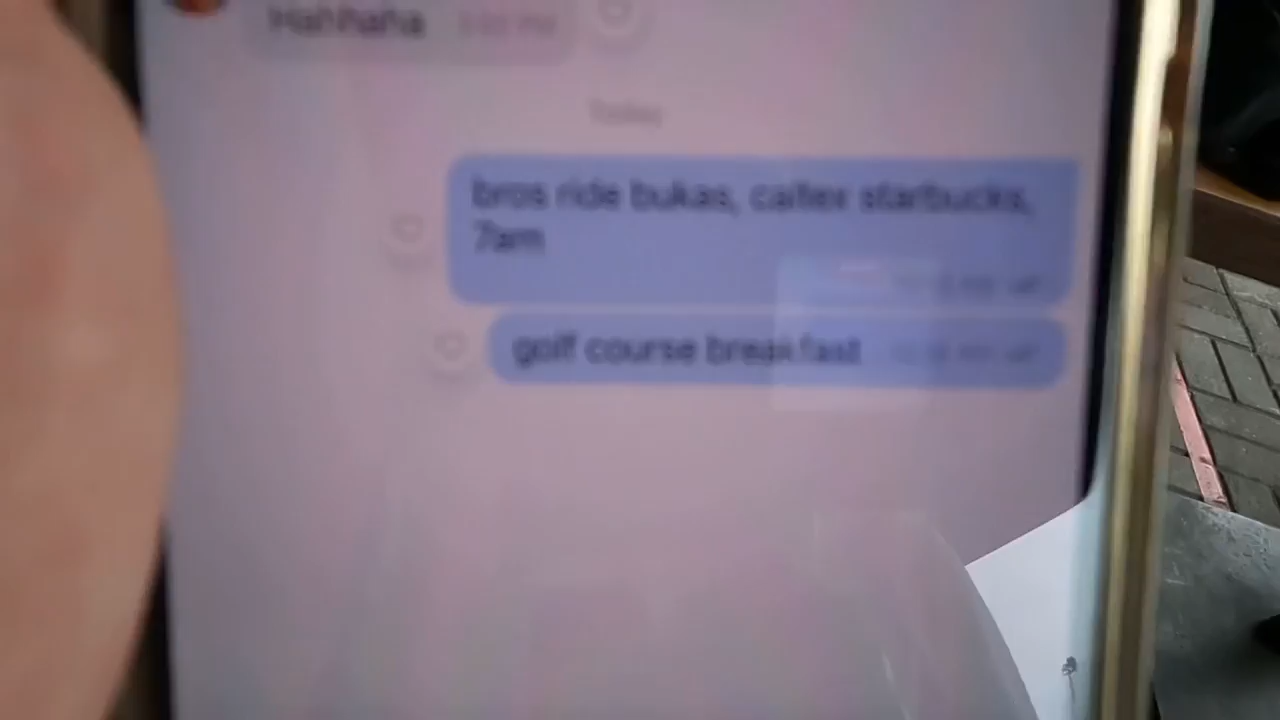 Hahhaha
Today
bros ride bukas, caltex starbucks,
7am
golf course breakfast